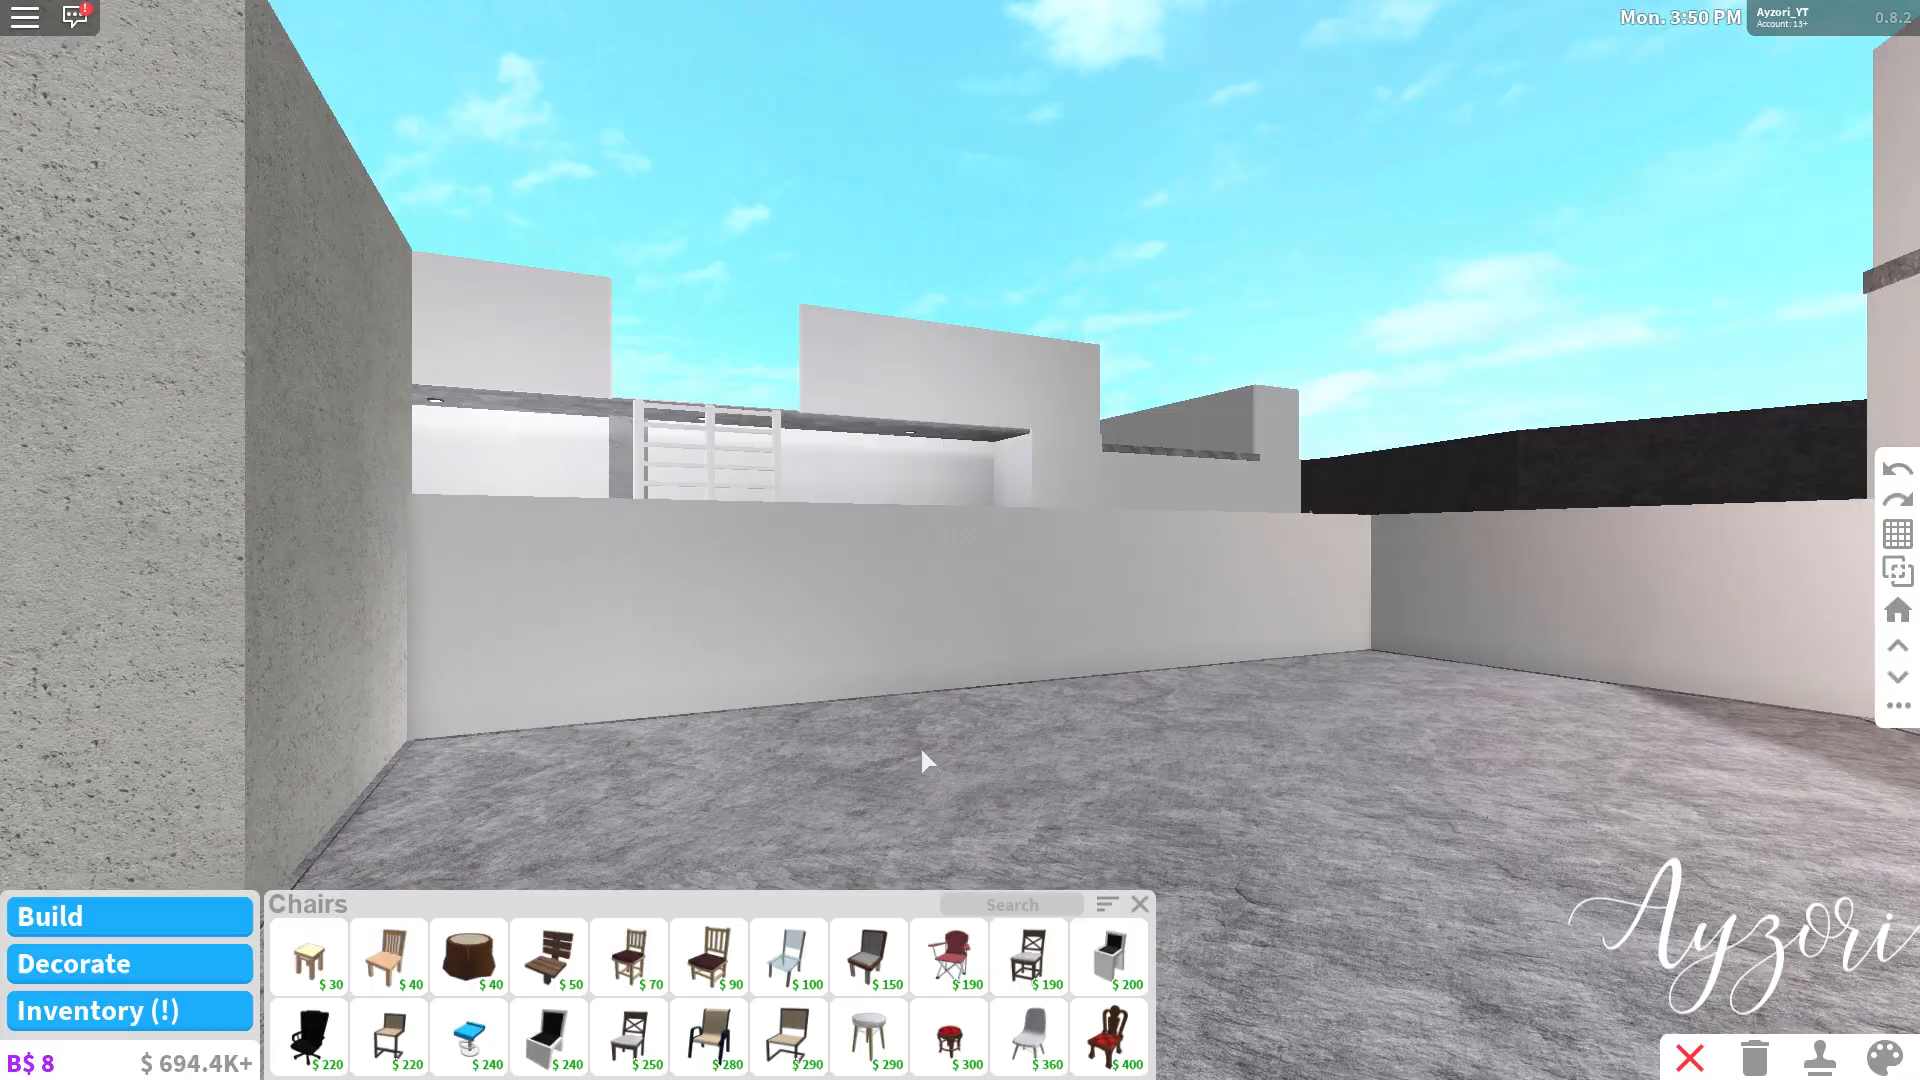 Mon. 3:50 PM
Ayzori_YT
Account: 13+
0.8.2
Build
Decorate
Inventory (!)
B$ 8
$ 694.4K+
Chairs
Search
$ 30
$ 40
$ 40
$ 50
$ 70
$ 90
$ 100
$ 150
$ 190
$ 190
$ 200
$ 220
$ 220
$ 240
$ 240
$ 250
$ 280
$ 290
$ 290
$ 300
$ 360
$ 400
Ayzori